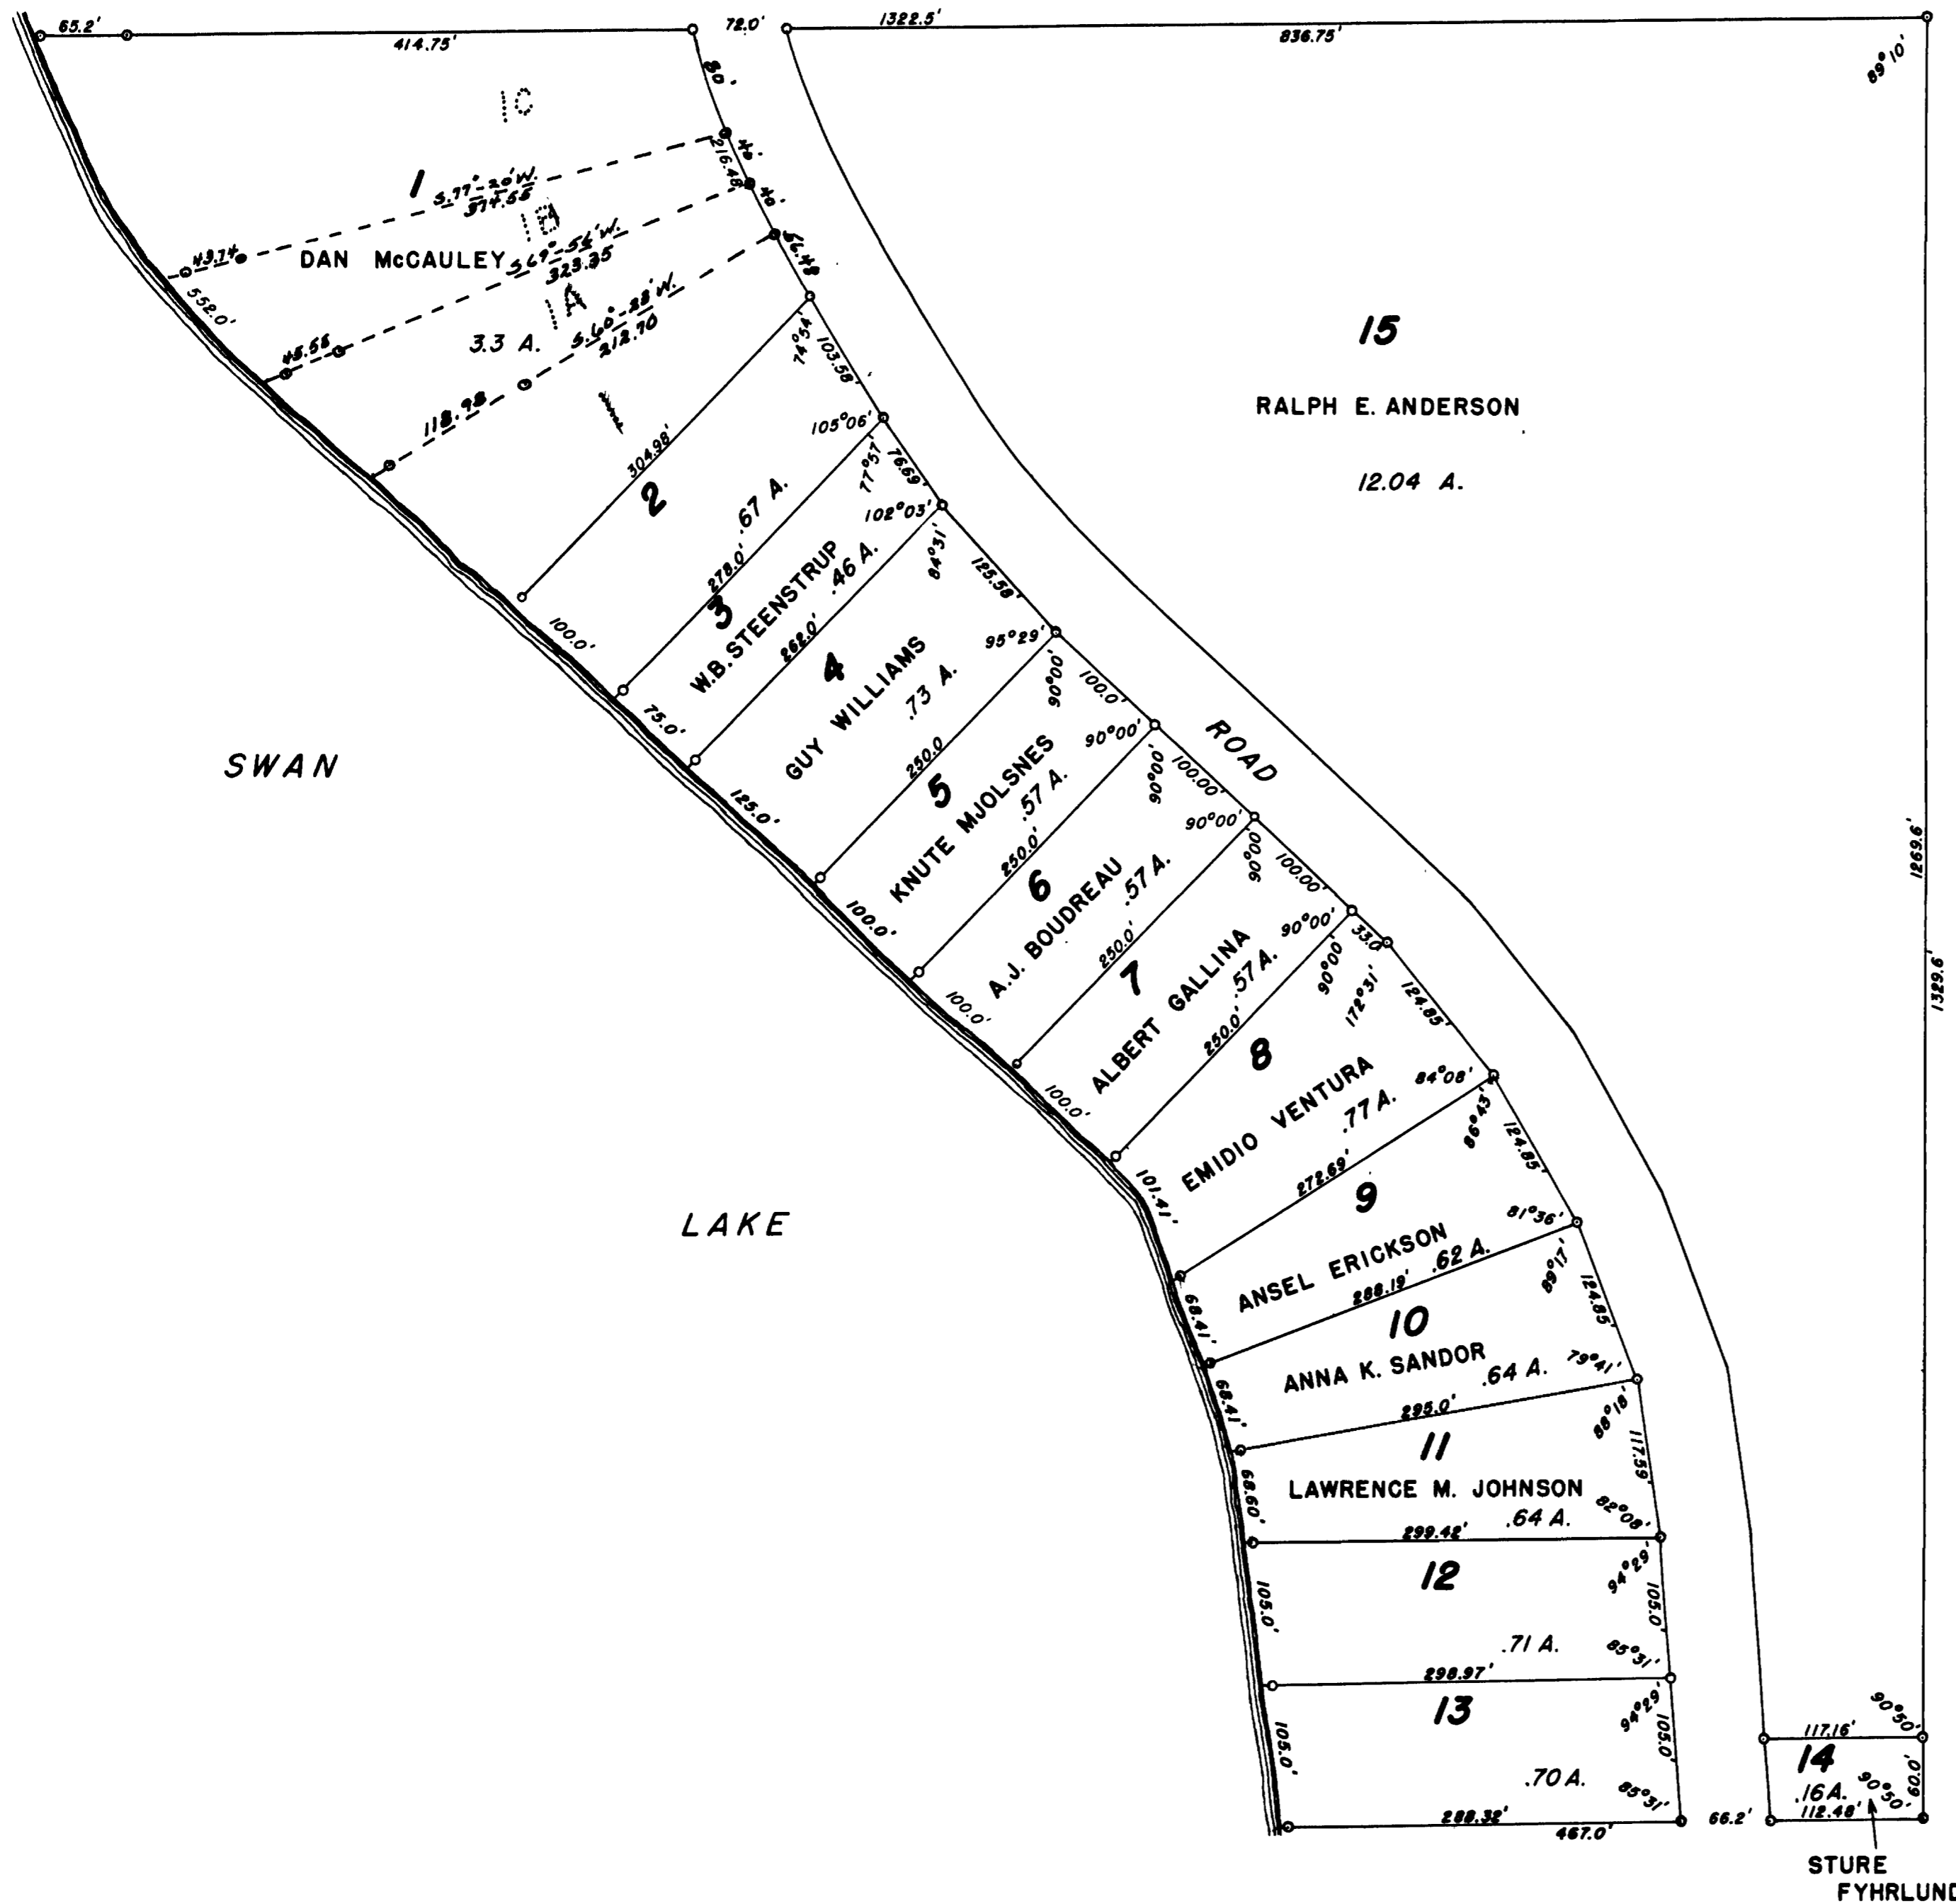 65.2'
414.75'
72.0'
1322.5'
836.75'
89°10'
80'
1C
40'
216.48'
1
S.77°-20'W.
374.55
1B
40'
43.74
DAN McCAULEY
S.69°-54'W.
323.35
56.48
552.0'
1A
3.3 A.
S.60°-28'W.
212.70
45.55
118.98
1
74°54'
103.58'
304.98'
2
.67 A.
105°06'
77°57'
76.69'
278.0'
3
W.B. STEENSTRUP
.46 A.
102°03'
84°31'
125.58'
262.0'
4
GUY WILLIAMS
.73 A.
95°29'
90°00'
100.0'
250.0
5
KNUTE MJOLSNES
.57 A.
90°00'
90°00'
100.00'
250.0'
6
A.J. BOUDREAU
.57 A.
90°00'
90°00'
100.00'
250.0'
7
ALBERT GALLINA
.57 A.
90°00'
90°00'
33.0
172°31'
124.85'
250.0'
8
EMIDIO VENTURA
.77 A.
84°08'
86°43'
124.85'
272.69'
9
ANSEL ERICKSON
.62 A.
81°36'
89°17'
124.85'
288.19'
10
ANNA K. SANDOR
.64 A.
79°41'
88°18'
117.59'
295.0'
11
LAWRENCE M. JOHNSON
.64 A.
82°08'
94°29'
299.42'
12
105.0'
.71 A.
85°31'
298.97'
13
94°29'
105.0'
.70 A.
85°31'
288.32'
467.0'
66.2'
100.0'
75.0'
125.0'
100.0'
100.0'
100.0'
101.41'
68.41'
68.41'
68.60'
105.0'
105.0'
SWAN
LAKE
ROAD
15
RALPH E. ANDERSON
12.04 A.
1269.6'
1329.6'
90°50'
117.16'
14
.16A.
90°50'
60.0'
112.48'
STURE
FYHRLUND